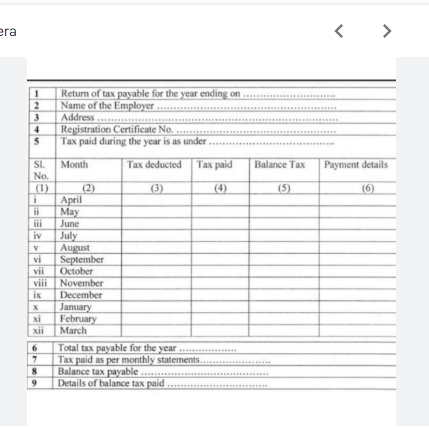 era
1 Return of tax payable for the year ending on ..............................
2 Name of the Employer ............................................................
3 Address ................................................................................
4 Registration Certificate No. .....................................................
5 Tax paid during the year is as under ..........................................
Sl. No. Month Tax deducted Tax paid Balance Tax Payment details
(1) (2) (3) (4) (5) (6)
i April
ii May
iii June
iv July
v August
vi September
vii October
viii November
ix December
x January
xi February
xii March
6 Total tax payable for the year ..................
7 Tax paid as per monthly statements......................
8 Balance tax payable ..........................................
9 Details of balance tax paid .................................